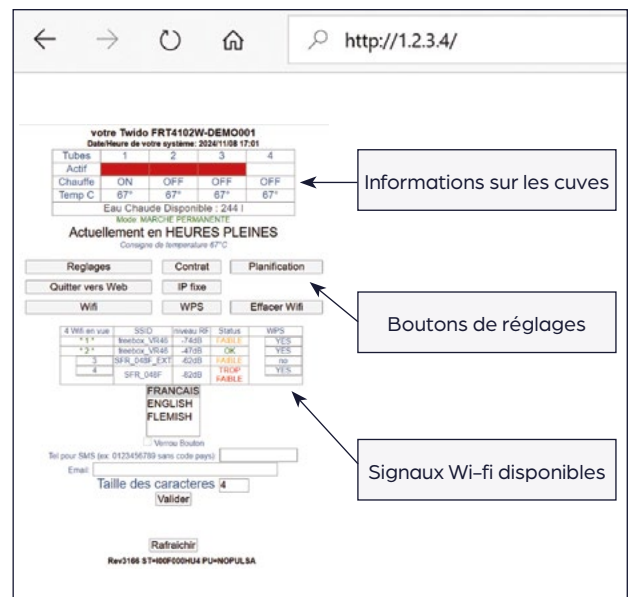 http://1.2.3.4/
votre Twido FRT4102W-DEMO001
Date/Heure de votre système: 2024/11/08 17:01
Tubes 1 2 3 4
Actif
Chauffe ON OFF OFF OFF
Temp C 67° 67° 67° 67°
Eau Chaude Disponible : 244 l
Mode: MARCHE PERMANENTE
Actuellement en HEURES PLEINES
Consigne de temperature 67°C
Reglages Contrat Planification
Quitter vers Web IP fixe
Wifi WPS Effacer Wifi
4 Wifi en vue SSID niveau RF Status WPS
* 1 * freebox_VR46 -74dB FAIBLE YES
* 2 * freebox_VR46 -47dB OK YES
3 SFR_048F_EXT -62dB FAIBLE no
4 SFR_048F -82dB TROP FAIBLE YES
FRANCAIS
ENGLISH
FLEMISH
Verrou Bouton
Tel pour SMS (ex: 0123456789 sans code pays)
Email:
Taille des caracteres 4
Valider
Rafraichir
Rev3166 ST=I00F000HU4 PU=NOPULSA
Informations sur les cuves
Boutons de réglages
Signaux Wi-fi disponibles